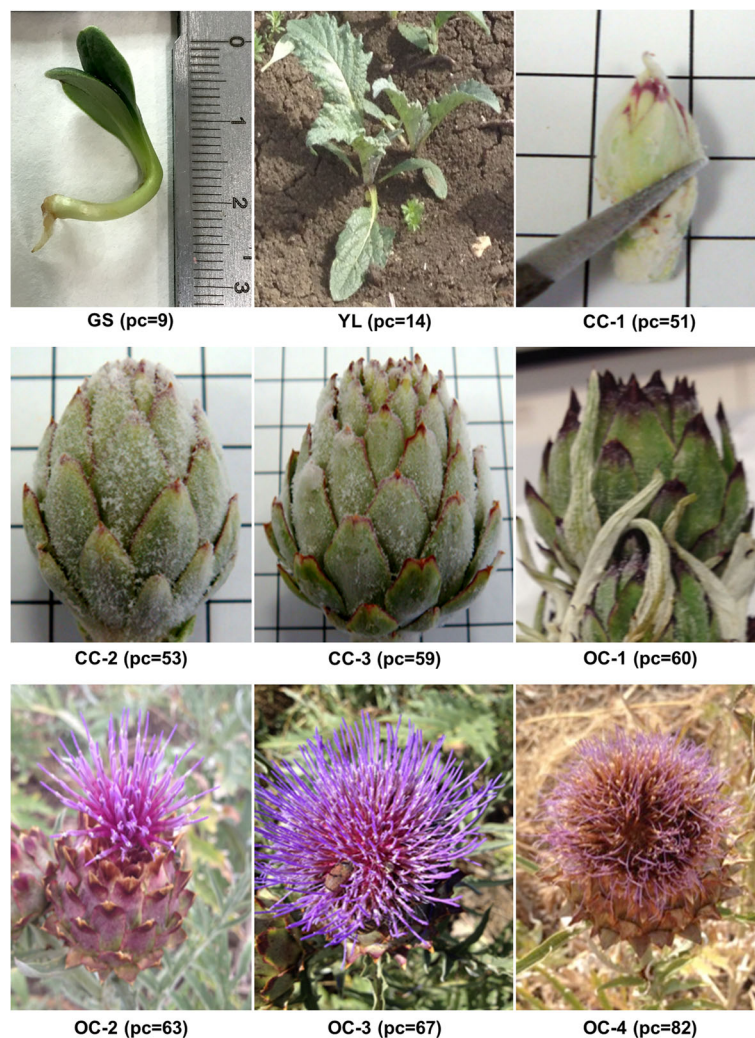 0
1
2
3
GS (pc=9)
YL (pc=14)
CC-1 (pc=51)
CC-2 (pc=53)
CC-3 (pc=59)
OC-1 (pc=60)
OC-2 (pc=63)
OC-3 (pc=67)
OC-4 (pc=82)